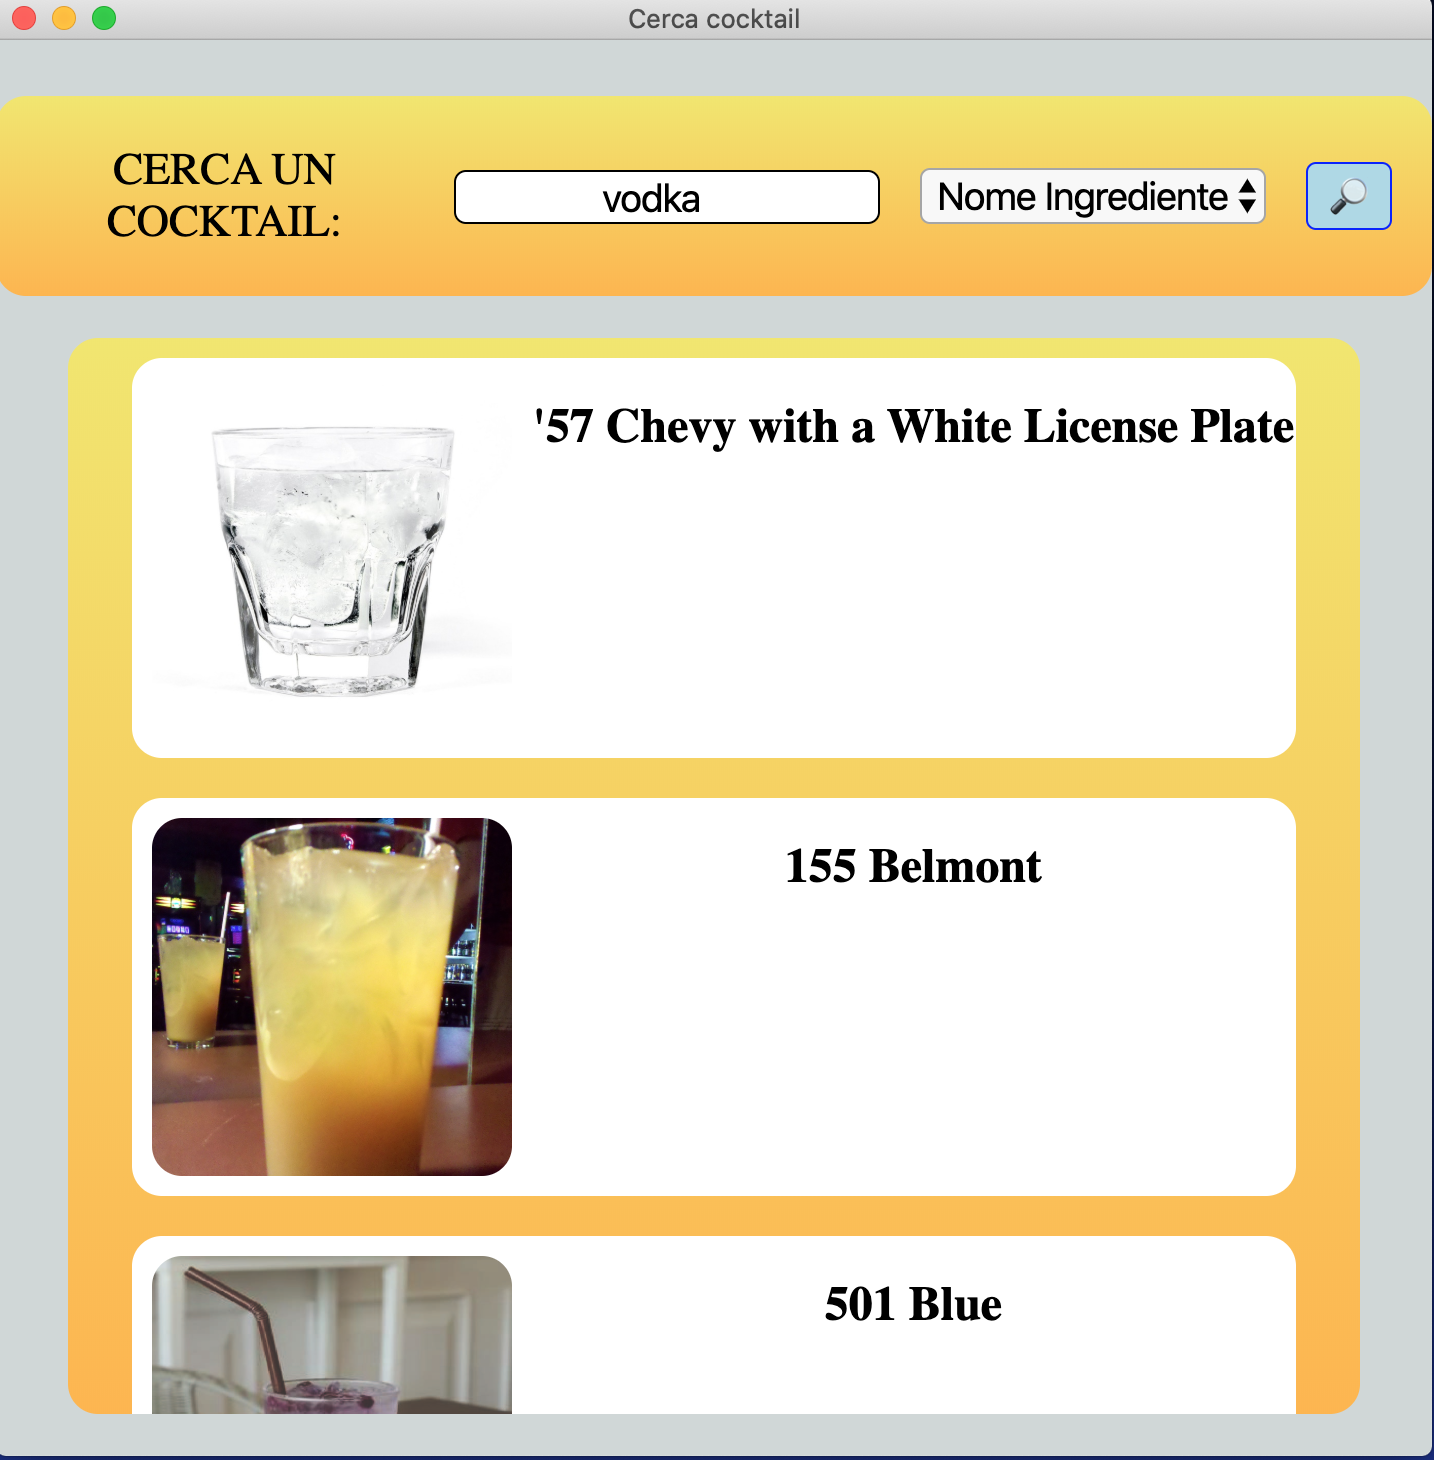 Cerca cocktail
CERCA UN
COCKTAIL:
vodka
Nome Ingrediente
'57 Chevy with a White License Plate
155 Belmont
501 Blue